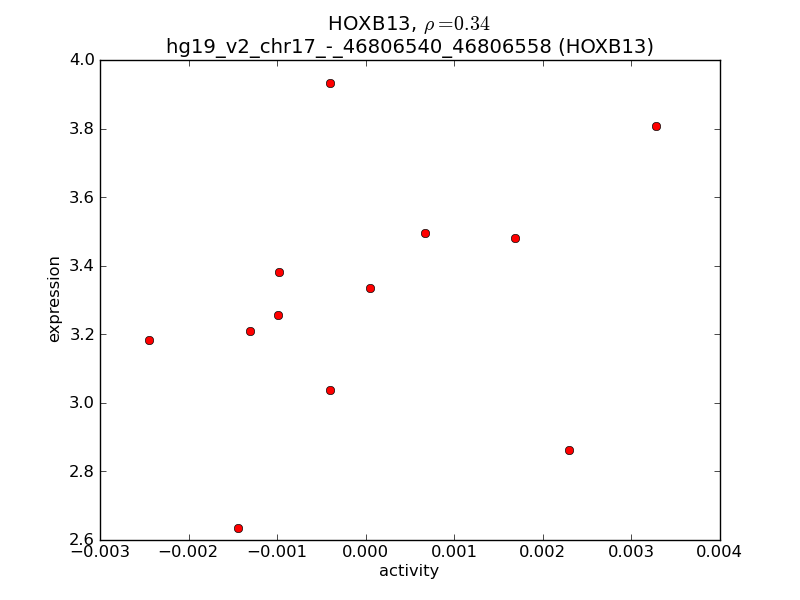 HOXB13, ρ=0.34
hg19_v2_chr17_-_46806540_46806558 (HOXB13)
4.0
3.8
3.6
3.4
3.2
3.0
2.8
2.6
expression
−0.003 −0.002 −0.001 0.000 0.001 0.002 0.003 0.004
activity